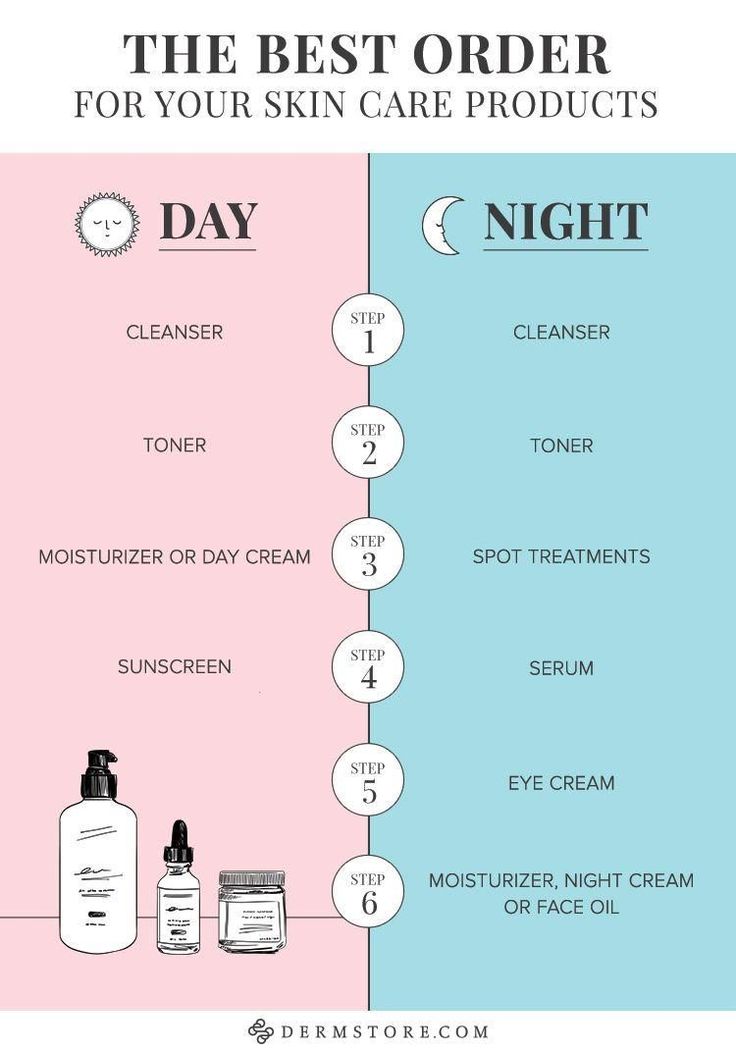 THE BEST ORDER
FOR YOUR SKIN CARE PRODUCTS
DAY
NIGHT
CLEANSER
STEP
1
CLEANSER
TONER
STEP
2
TONER
MOISTURIZER OR DAY CREAM
STEP
3
SPOT TREATMENTS
SUNSCREEN
STEP
4
SERUM
STEP
5
EYE CREAM
STEP
6
MOISTURIZER, NIGHT CREAM
OR FACE OIL
DERMSTORE.COM